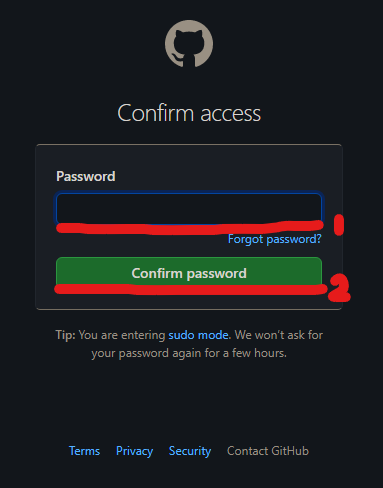 Confirm access
Password
1
Forgot password?
Confirm password
2
Tip: You are entering sudo mode. We won't ask for
your password again for a few hours.
Terms Privacy Security Contact GitHub